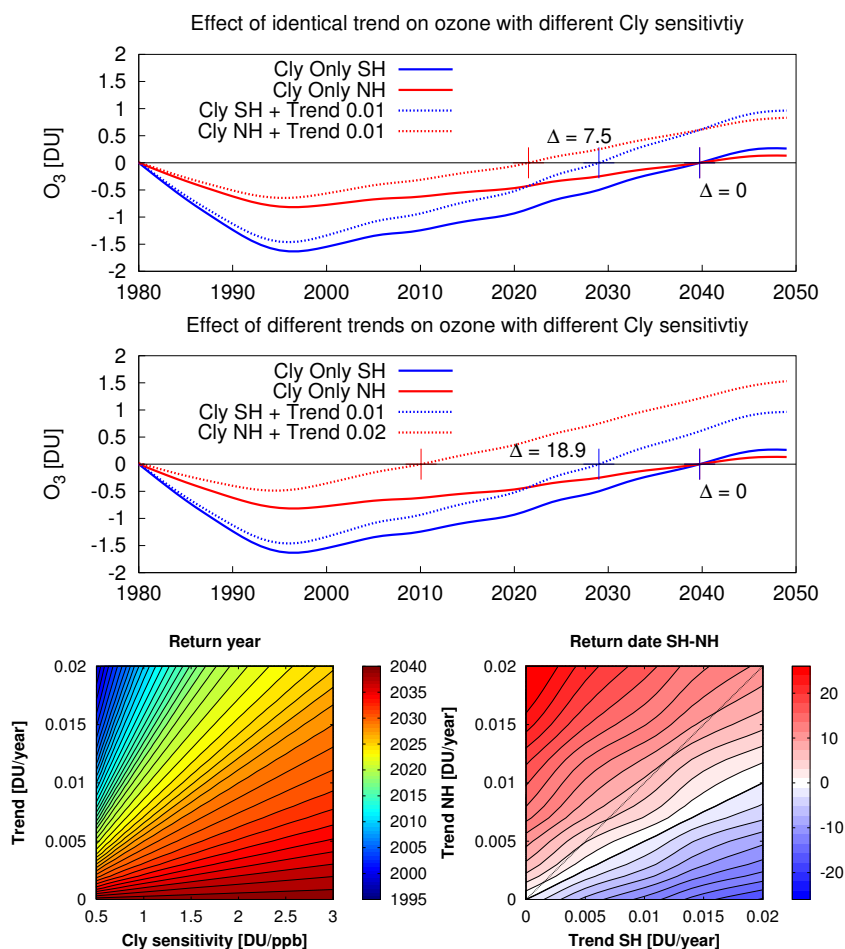 Effect of identical trend on ozone with different Cly sensitivtiy
2
1.5
1
0.5
0
-0.5
-1
-1.5
-2
O3 [DU]
Cly Only SH
Cly Only NH
Cly SH + Trend 0.01
Cly NH + Trend 0.01
Δ = 7.5
Δ = 0
1980 1990 2000 2010 2020 2030 2040 2050
Effect of different trends on ozone with different Cly sensitivtiy
2
1.5
1
0.5
0
-0.5
-1
-1.5
-2
O3 [DU]
Cly Only SH
Cly Only NH
Cly SH + Trend 0.01
Cly NH + Trend 0.02
Δ = 18.9
Δ = 0
1980 1990 2000 2010 2020 2030 2040 2050
Return year
0.02
0.015
0.01
0.005
0
Trend [DU/year]
0.5 1 1.5 2 2.5 3
Cly sensitivity [DU/ppb]
2040
2035
2030
2025
2020
2015
2010
2005
2000
1995
Return date SH-NH
0.02
0.015
0.01
0.005
0
Trend NH [DU/year]
0 0.005 0.01 0.015 0.02
Trend SH [DU/year]
20
10
0
-10
-20